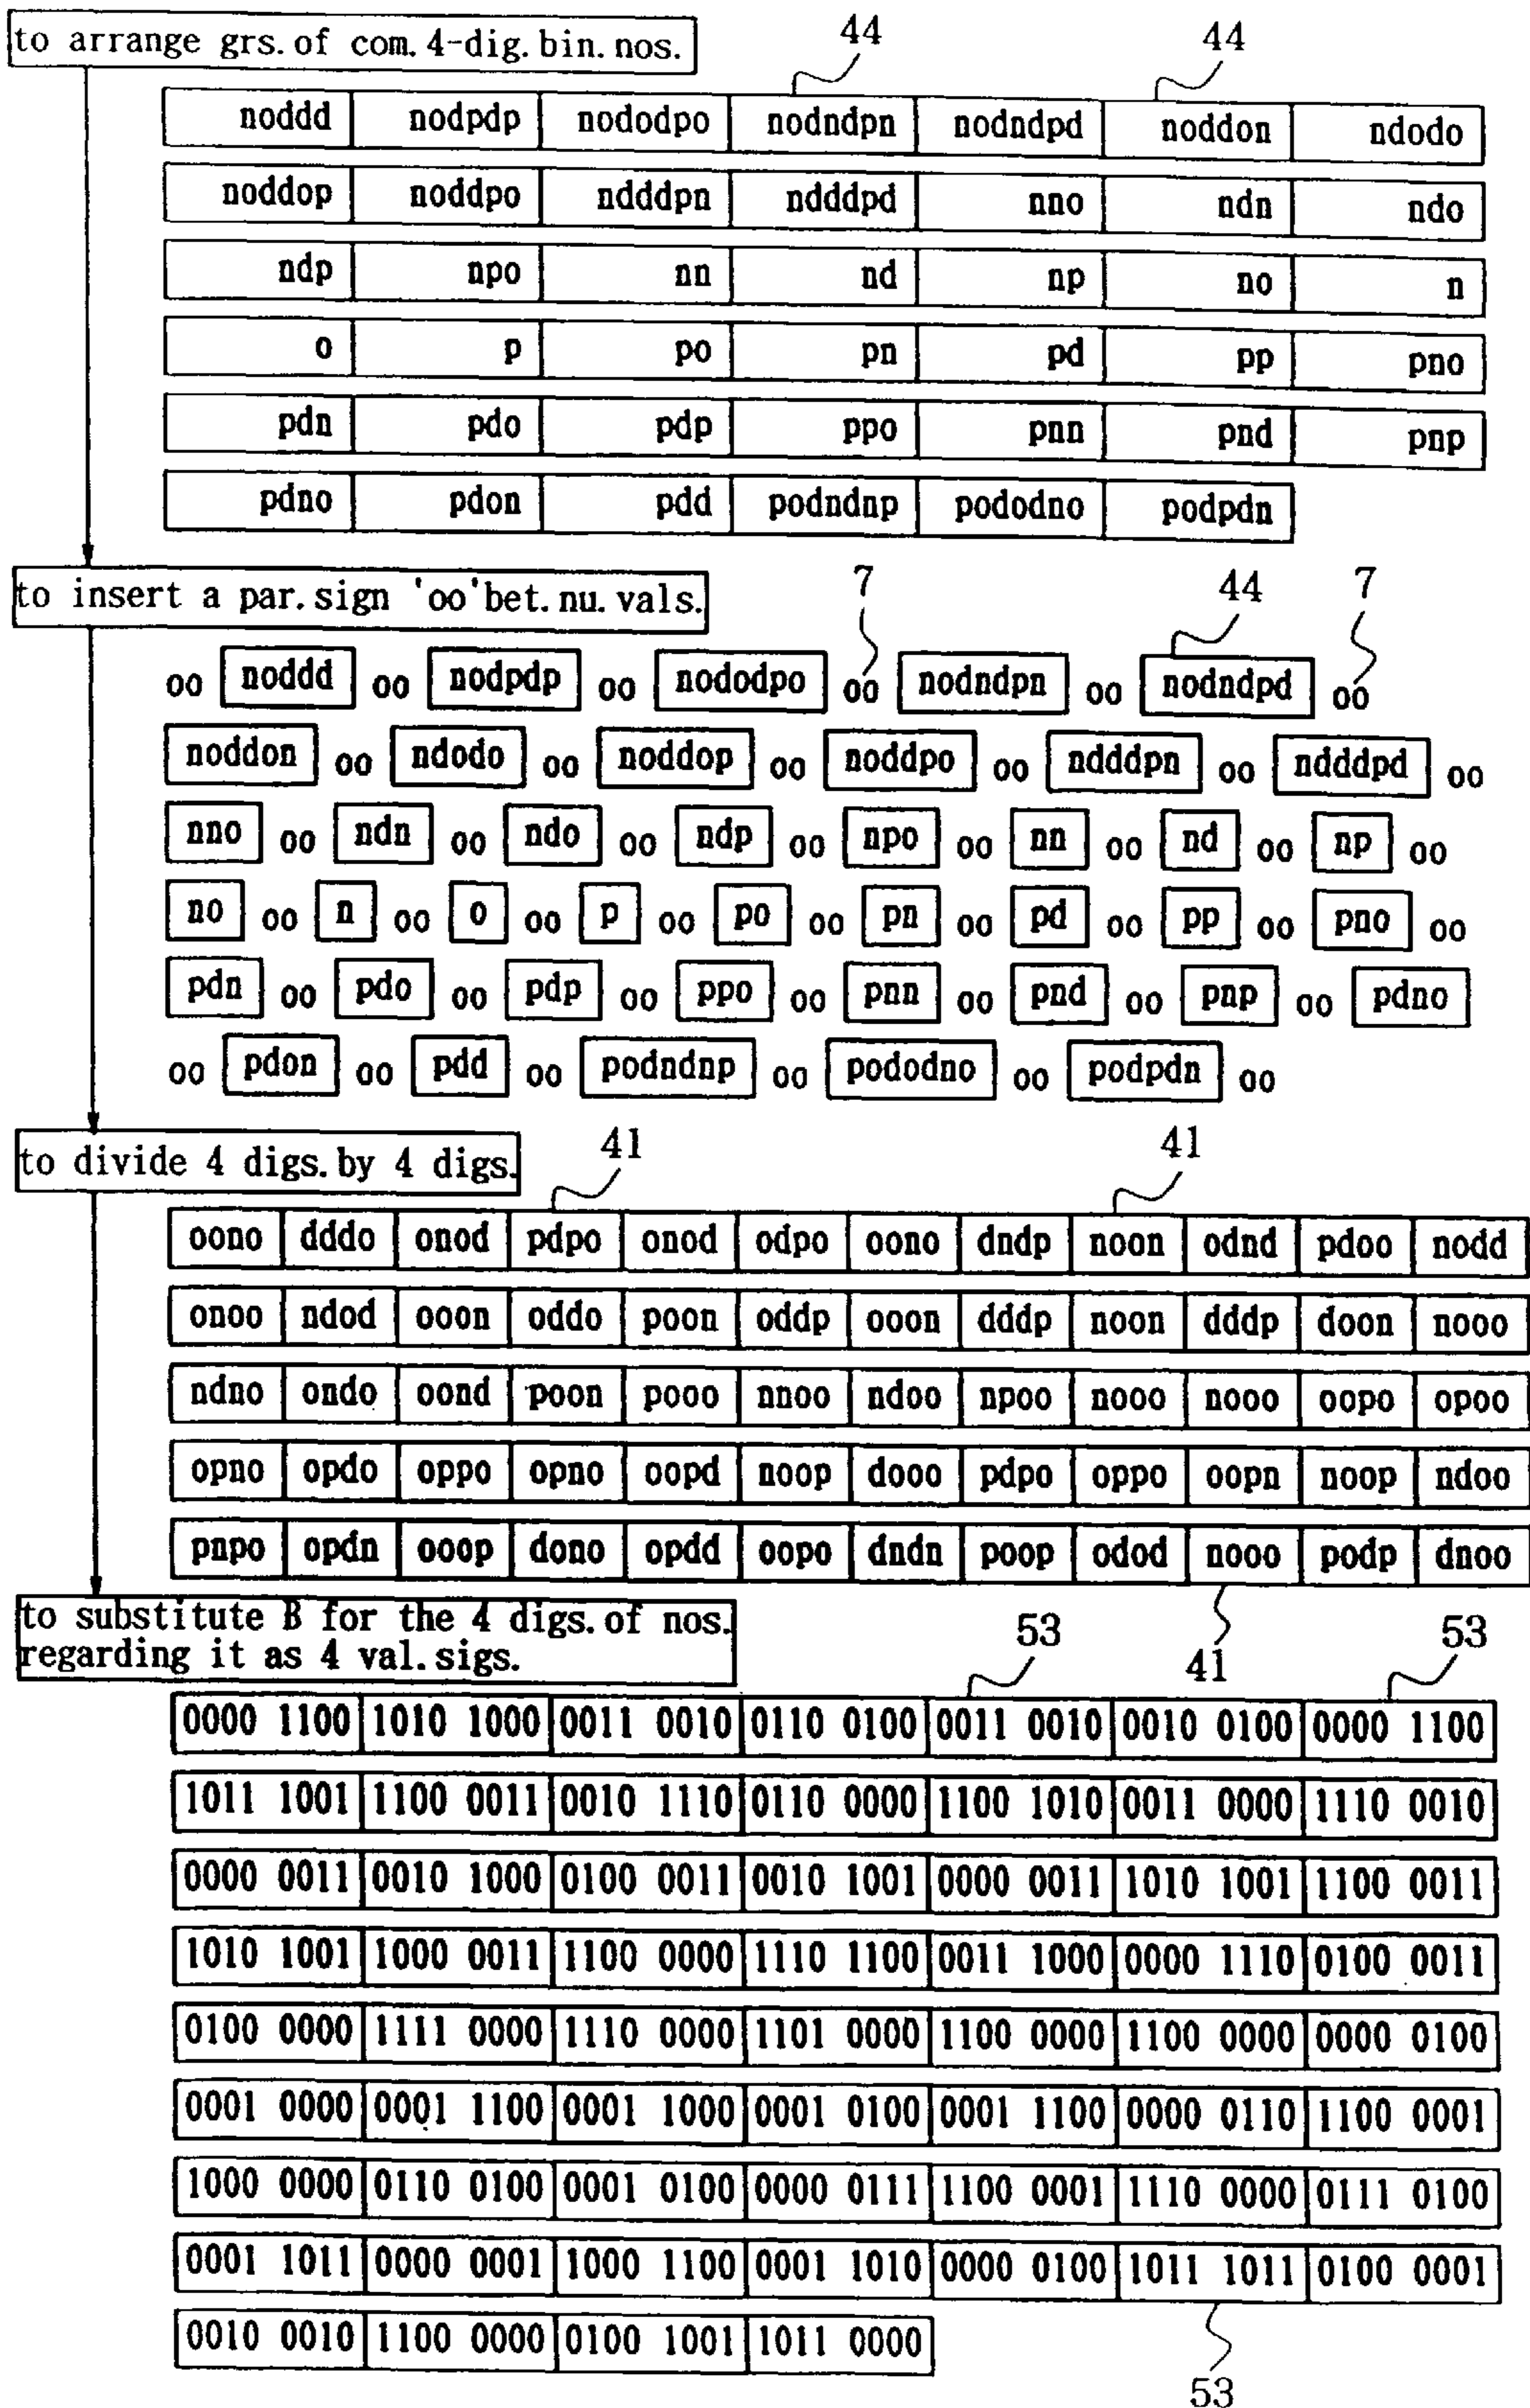 to arrange grs. of com. 4-dig. bin. nos.
44 44
noddd nodpdp nododpo nodndpn nodndpd noddon ndodo
noddop noddpo ndddpn ndddpd nno ndn ndo
ndp npo nn nd np no n
o p po pn pd pp pno
pdn pdo pdp ppo pnn pnd pnp
pdno pdon pdd podndnp pododno podpdn
to insert a par. sign 'oo' bet. nu. vals.
7 44 7
oo noddd oo nodpdp oo nododpo oo nodndpn oo nodndpd oo
noddon oo ndodo oo noddop oo noddpo oo ndddpn oo ndddpd oo
nno oo ndn oo ndo oo ndp oo npo oo nn oo nd oo np oo
no oo n oo o oo p oo po oo pn oo pd oo pp oo pno oo
pdn oo pdo oo pdp oo ppo oo pnn oo pnd oo pnp oo pdno
oo pdon oo pdd oo podndnp oo pododno oo podpdn oo
to divide 4 digs. by 4 digs.
41 41
oono dddo onod pdpo onod odpo oono dndp noon odnd pdoo nodd
onoo ndod ooon oddo poon oddp ooon dddp noon dddp doon nooo
ndno ondo oond poon pooo nnoo ndoo npoo nooo nooo oopo opoo
opno opdo oppo opno oopd noop dooo pdpo oppo oopn noop ndoo
pnpo opdn ooop dono opdd oopo dndn poop odod nooo podp dnoo
to substitute B for the 4 digs. of nos.
regarding it as 4 val. sigs.
53 41 53
0000 1100 1010 1000 0011 0010 0110 0100 0011 0010 0010 0100 0000 1100
1011 1001 1100 0011 0010 1110 0110 0000 1100 1010 0011 0000 1110 0010
0000 0011 0010 1000 0100 0011 0010 1001 0000 0011 1010 1001 1100 0011
1010 1001 1000 0011 1100 0000 1110 1100 0011 1000 0000 1110 0100 0011
0100 0000 1111 0000 1110 0000 1101 0000 1100 0000 1100 0000 0000 0100
0001 0000 0001 1100 0001 1000 0001 0100 0001 1100 0000 0110 1100 0001
1000 0000 0110 0100 0001 0100 0000 0111 1100 0001 1110 0000 0111 0100
0001 1011 0000 0001 1000 1100 0001 1010 0000 0100 1011 1011 0100 0001
0010 0010 1100 0000 0100 1001 1011 0000
53